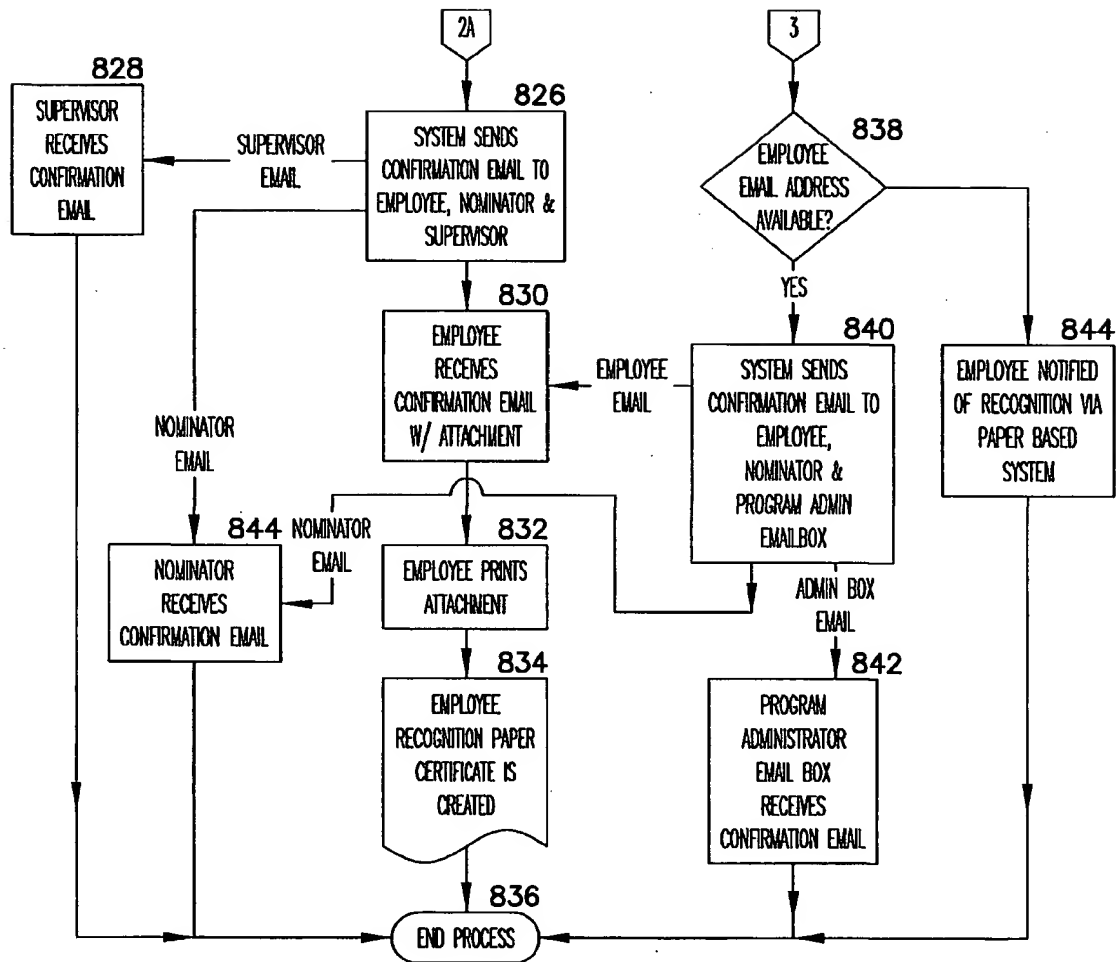 2A
3
828
SUPERVISOR
RECEIVES
CONFIRMATION
EMAIL
SUPERVISOR
EMAIL
826
SYSTEM SENDS
CONFIRMATION EMAIL TO
EMPLOYEE, NOMINATOR &
SUPERVISOR
838
EMPLOYEE
EMAIL ADDRESS
AVAILABLE?
YES
830
EMPLOYEE
RECEIVES
CONFIRMATION EMAIL
W/ ATTACHMENT
EMPLOYEE
EMAIL
840
SYSTEM SENDS
CONFIRMATION EMAIL TO
EMPLOYEE,
NOMINATOR &
PROGRAM ADMIN
EMAILBOX
844
EMPLOYEE NOTIFIED
OF RECOGNITION VIA
PAPER BASED
SYSTEM
NOMINATOR
EMAIL
844
NOMINATOR
RECEIVES
CONFIRMATION EMAIL
NOMINATOR
EMAIL
832
EMPLOYEE PRINTS
ATTACHMENT
ADMIN BOX
EMAIL
834
EMPLOYEE
RECOGNITION PAPER
CERTIFICATE IS
CREATED
842
PROGRAM
ADMINISTRATOR
EMAIL BOX
RECEIVES
CONFIRMATION EMAIL
836
END PROCESS